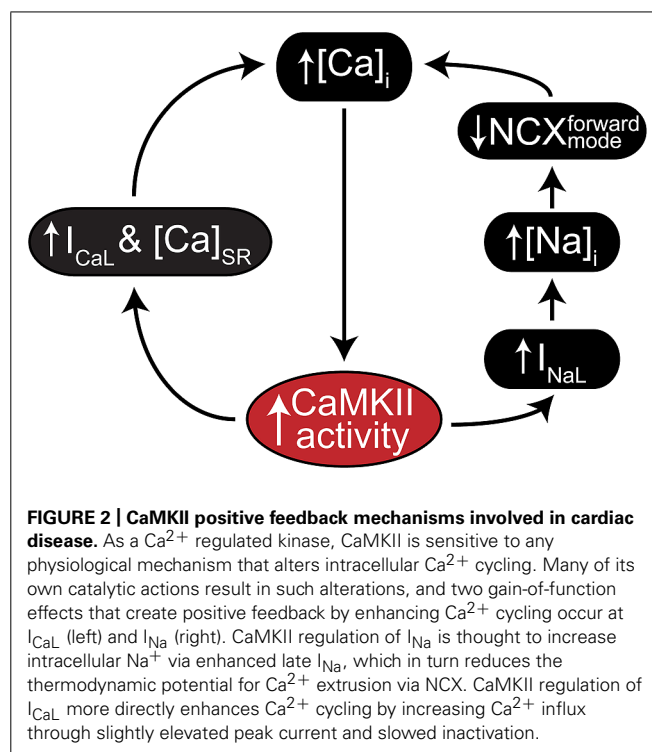 ↑[Ca]i
↓NCX forward mode
↑ICaL & [Ca]SR
↑[Na]i
↑INaL
↑CaMKII
activity
FIGURE 2 | CaMKII positive feedback mechanisms involved in cardiac
disease. As a Ca2+ regulated kinase, CaMKII is sensitive to any
physiological mechanism that alters intracellular Ca2+ cycling. Many of its
own catalytic actions result in such alterations, and two gain-of-function
effects that create positive feedback by enhancing Ca2+ cycling occur at
ICaL (left) and INa (right). CaMKII regulation of INa is thought to increase
intracellular Na+ via enhanced late INa, which in turn reduces the
thermodynamic potential for Ca2+ extrusion via NCX. CaMKII regulation of
ICaL more directly enhances Ca2+ cycling by increasing Ca2+ influx
through slightly elevated peak current and slowed inactivation.